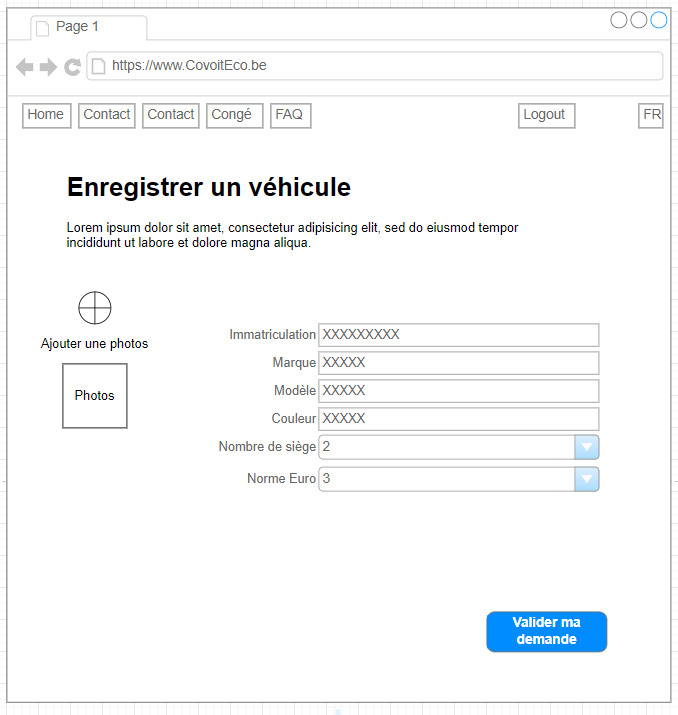 Page 1
https://www.CovoitEco.be
Home Contact Contact Congé FAQ Logout FR
Enregistrer un véhicule
Lorem ipsum dolor sit amet, consectetur adipisicing elit, sed do eiusmod tempor
incididunt ut labore et dolore magna aliqua.
Ajouter une photos
Photos
Immatriculation XXXXXXXXX
Marque XXXXX
Modèle XXXXX
Couleur XXXXX
Nombre de siège 2
Norme Euro 3
Valider ma
demande